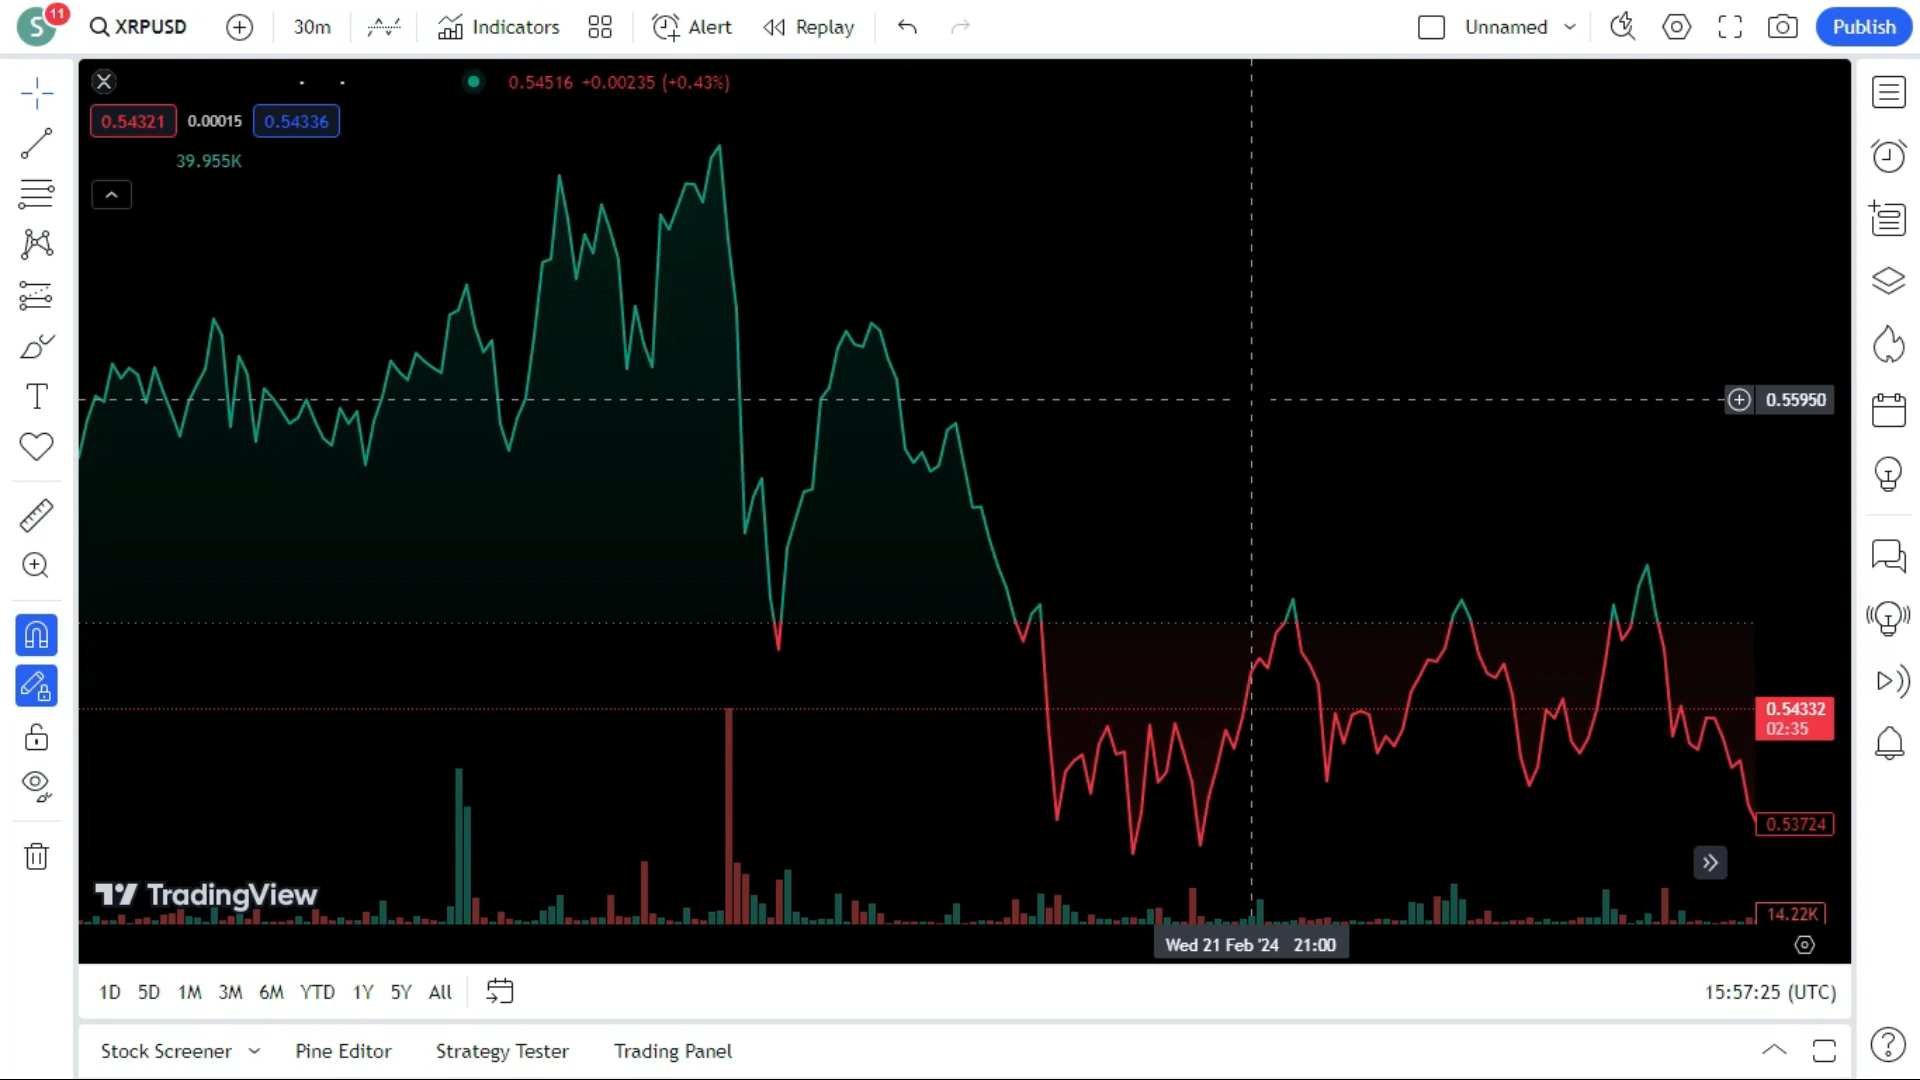 S 11 XRPUSD 30m Indicators Alert Replay Unnamed Publish
0.54516 +0.00235 (+0.43%)
0.54321 0.00015 0.54336
39.955K
0.55950
0.54332
02:35
0.53724
TradingView
14.22K
Wed 21 Feb '24 21:00
1D 5D 1M 3M 6M YTD 1Y 5Y All 15:57:25 (UTC)
Stock Screener Pine Editor Strategy Tester Trading Panel